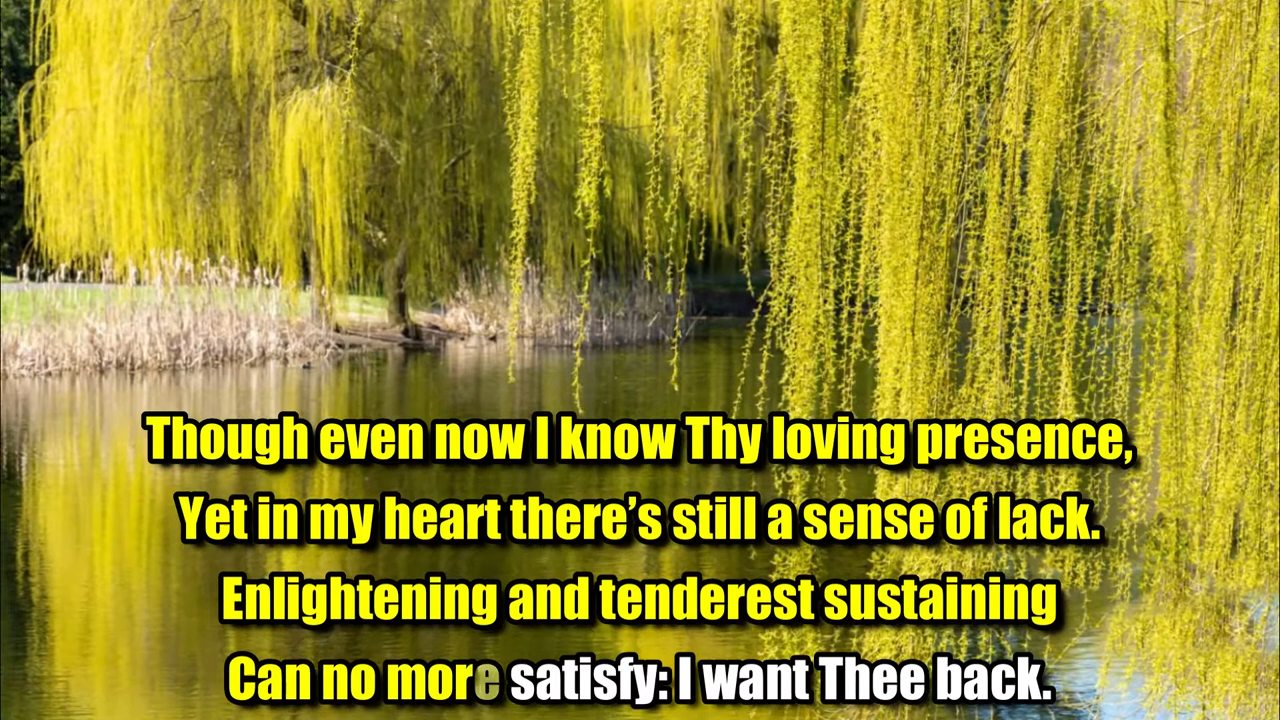 Though even now I know Thy loving presence,
Yet in my heart there’s still a sense of lack.
Enlightening and tenderest sustaining
Can no more satisfy: I want Thee back.